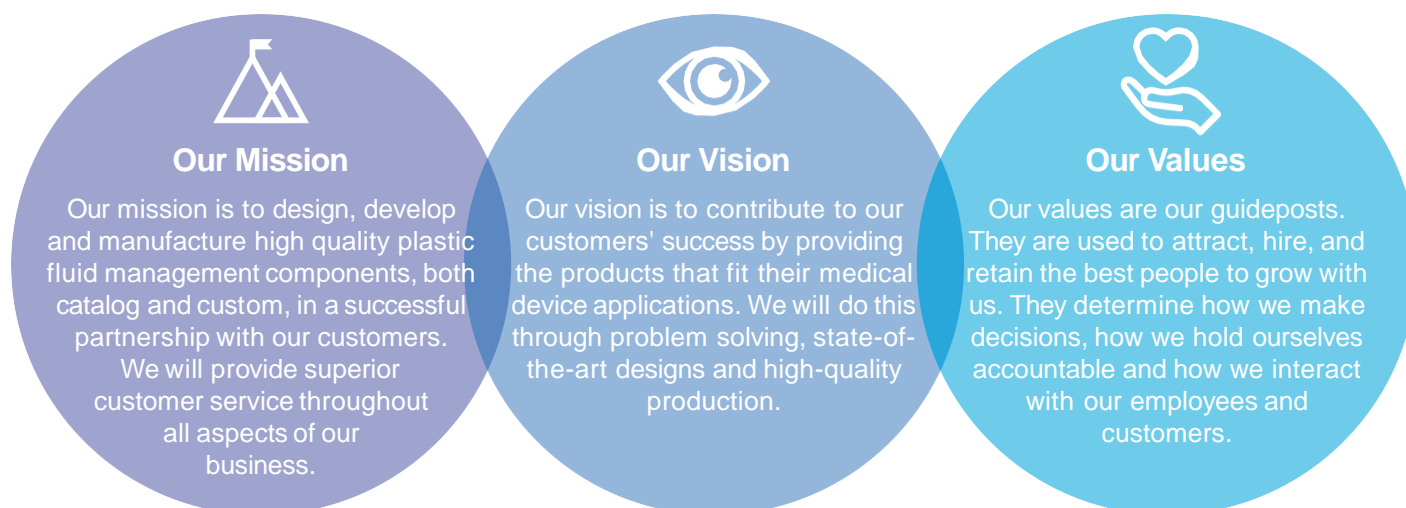 Our Mission
Our mission is to design, develop
and manufacture high quality plastic
fluid management components, both
catalog and custom, in a successful
partnership with our customers.
We will provide superior
customer service throughout
all aspects of our
business.
Our Vision
Our vision is to contribute to our
customers' success by providing
the products that fit their medical
device applications. We will do this
through problem solving, state-of-
the-art designs and high-quality
production.
Our Values
Our values are our guideposts.
They are used to attract, hire, and
retain the best people to grow with
us. They determine how we make
decisions, how we hold ourselves
accountable and how we interact
with our employees and
customers.